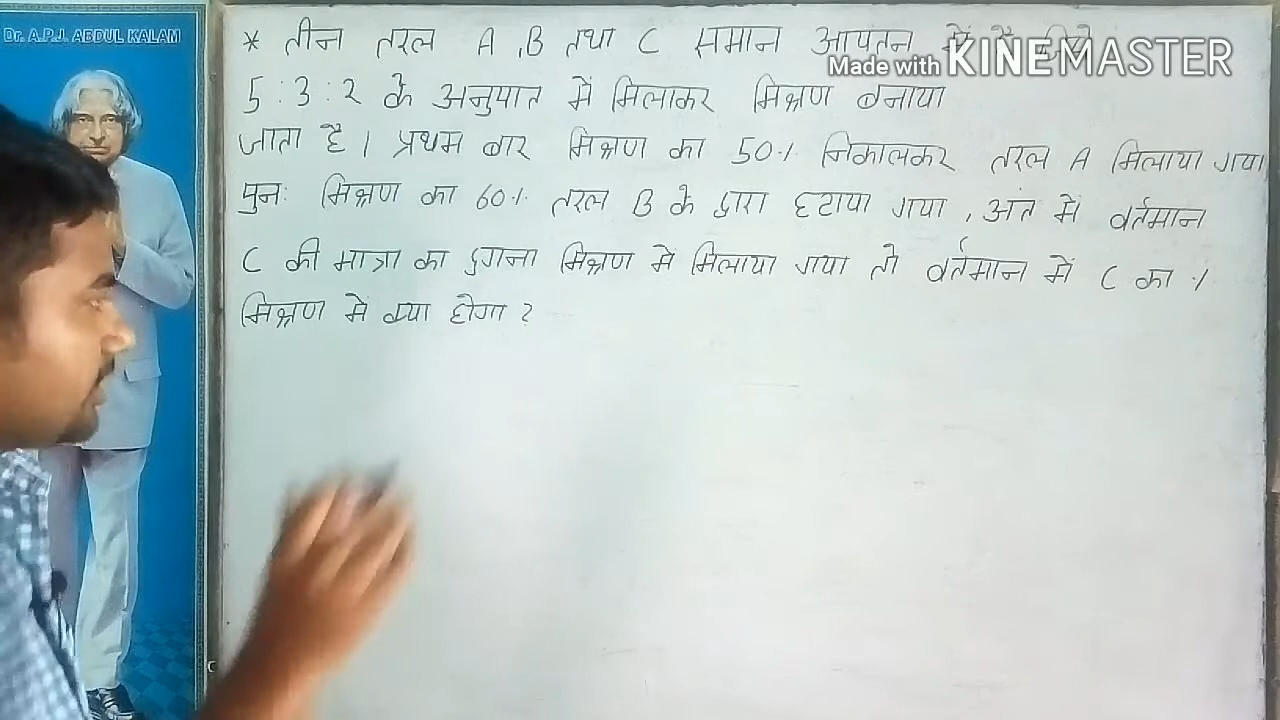 Dr. A.P.J. ABDUL KALAM
* तीन तरल A ,B तथा C समान आयतन में है
Made with KINEMASTER
5 : 3 : 2 के अनुपात में मिलाकर मिश्रण बनाया
जाता है । प्रथम बार मिश्रण का 50.\. निकालकर तरल A मिलाया गया
पुनः मिश्रण का 60\. तरल B के द्वारा हटाया गया , अंत में वर्तमान
C की मात्रा का दुगना मिश्रण में मिलाया गया तो वर्तमान में C का .\.
मिश्रण में क्या होगा ?